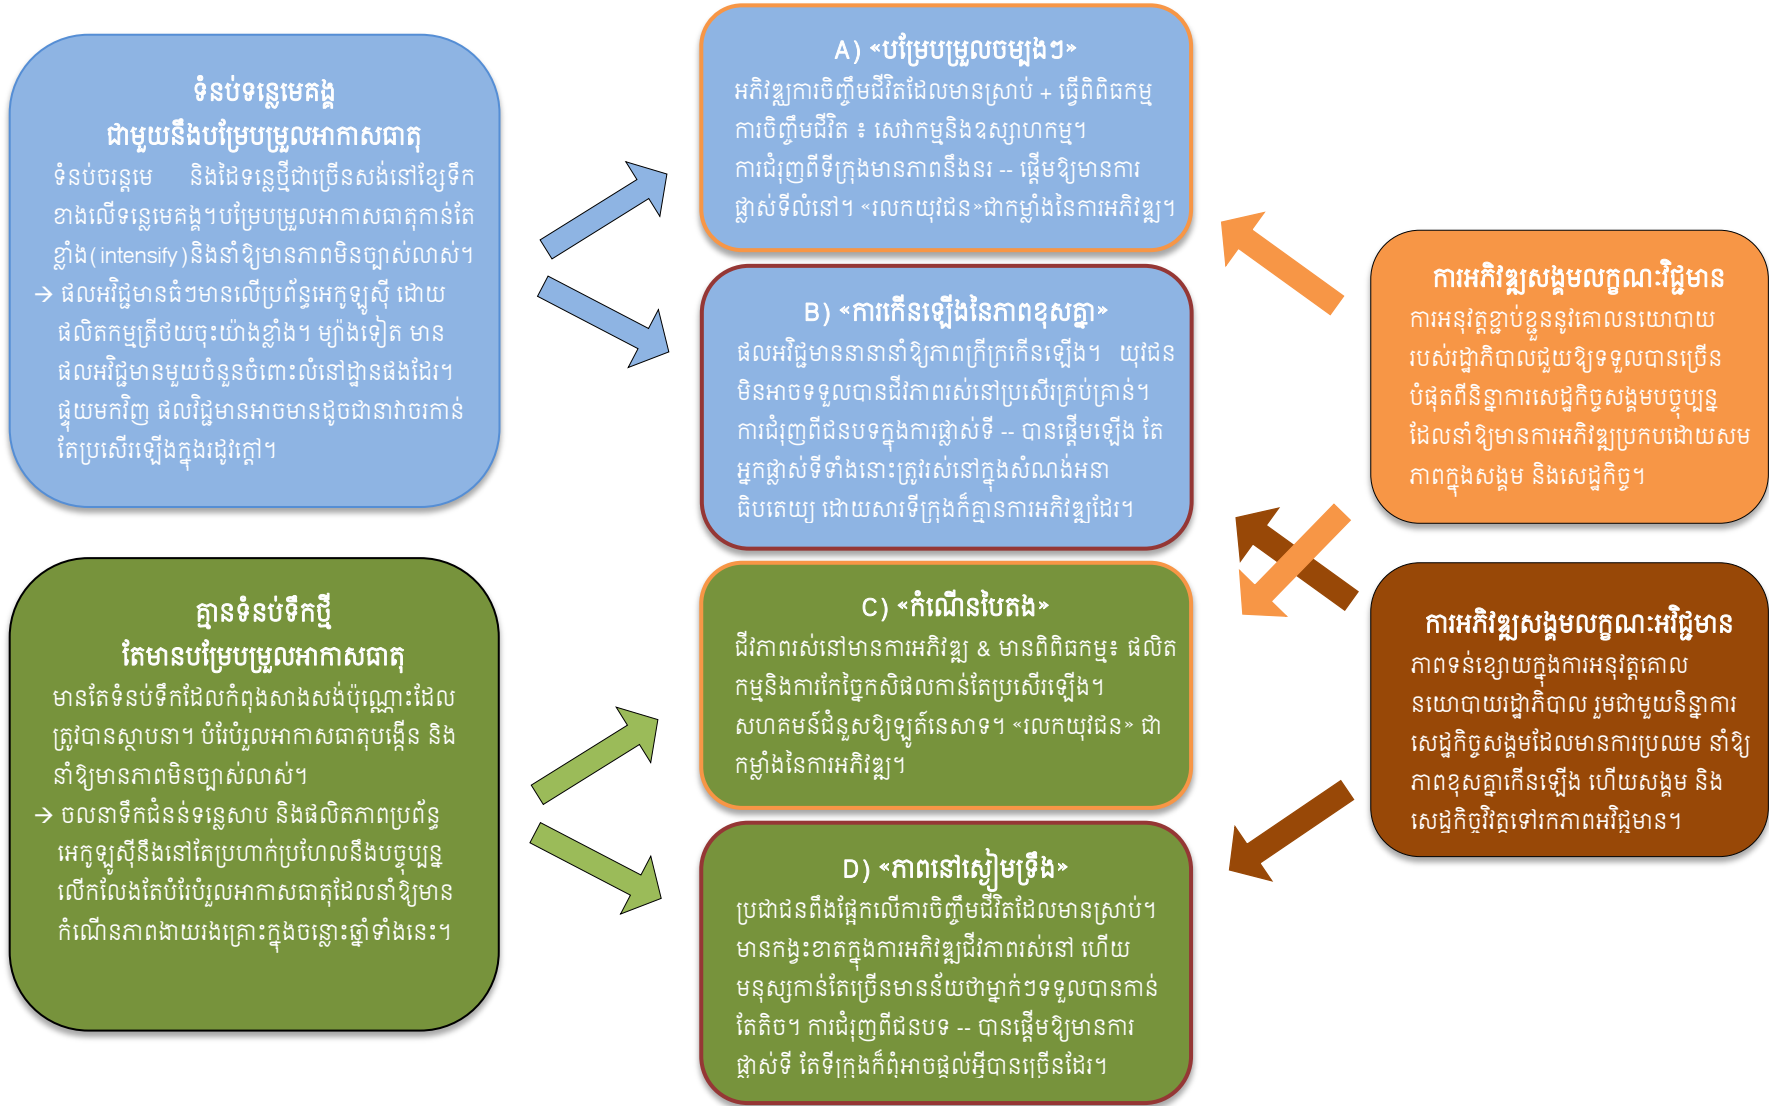 ទំនប់ទន្លេមេគង្គ
ជាមួយនឹងបម្រែបម្រួលអាកាសធាតុ
ទំនប់ចរន្តមេ និងដៃទន្លេថ្មីជាច្រើនសង់នៅខ្សែទឹក
ខាងលើទន្លេមេគង្គ។បម្រែបម្រួលអាកាសធាតុកាន់តែ
ខ្លាំង(intensify)និងនាំឱ្យមានភាពមិនច្បាស់លាស់។
→ ផលអវិជ្ជមានធំៗមានលើប្រព័ន្ធអេកូឡូស៊ី ដោយ
ផលិតកម្មត្រីថយចុះយ៉ាងខ្លាំង។ ម្យ៉ាងទៀត មាន
ផលអវិជ្ជមានមួយចំនួនចំពោះលំនៅដ្ឋានផងដែរ។
ផ្ទុយមកវិញ ផលវិជ្ជមានអាចមានដូចជានាវាចរកាន់
តែប្រសើរឡើងក្នុងរដូវក្តៅ។
គ្មានទំនប់ទឹកថ្មី
តែមានបម្រែបម្រួលអាកាសធាតុ
មានតែទំនប់ទឹកដែលកំពុងសាងសង់ប៉ុណ្ណោះដែល
ត្រូវបានស្ថាបនា។ បំរែបំរួលអាកាសធាតុបង្កើន និង
នាំឱ្យមានភាពមិនច្បាស់លាស់។
→ ចលនាទឹកជំនន់ទន្លេសាប និងផលិតភាពប្រព័ន្ធ
អេកូឡូស៊ីនឹងនៅតែប្រហាក់ប្រហែលនឹងបច្ចុប្បន្ន
លើកលែងតែបំរែបំរួលអាកាសធាតុដែលនាំឱ្យមាន
កំណើនភាពងាយរងគ្រោះក្នុងចន្លោះឆ្នាំទាំងនេះ។
A) «បម្រែបម្រួលចម្បងៗ»
អភិវឌ្ឍការចិញ្ចឹមជីវិតដែលមានស្រាប់ + ធ្វើពិពិធកម្ម
ការចិញ្ចឹមជីវិត ៖ សេវាកម្មនិងឧស្សាហកម្ម។
ការជំរុញពីទីក្រុងមានភាពនឹងនរ -- ផ្តើមឱ្យមានការ
ផ្លាស់ទីលំនៅ។ «រលកយុវជន»ជាកម្លាំងនៃការអភិវឌ្ឍ។
B) «ការកើនឡើងនៃភាពខុសគ្នា»
ផលអវិជ្ជមាននានានាំឱ្យភាពក្រីក្រកើនឡើង។ យុវជន
មិនអាចទទួលបានជីវភាពរស់នៅប្រសើរគ្រប់គ្រាន់។
ការជំរុញពីជនបទក្នុងការផ្លាស់ទី -- បានផ្តើមឡើង តែ
អ្នកផ្លាស់ទីទាំងនោះត្រូវរស់នៅក្នុងសំណង់អនា
ធិបតេយ្យ ដោយសារទីក្រុងក៏គ្មានការអភិវឌ្ឍដែរ។
C) «កំណើនបៃតង»
ជីវភាពរស់នៅមានការអភិវឌ្ឍ & មានពិពិធកម្ម៖ ផលិត
កម្មនិងការកែច្នៃកសិផលកាន់តែប្រសើរឡើង។
សហគមន៍ជំនួសឱ្យឡូត៍នេសាទ។ «រលកយុវជន» ជា
កម្លាំងនៃការអភិវឌ្ឍ។
D) «ភាពនៅស្ងៀមទ្រឹង»
ប្រជាជនពឹងផ្អែកលើការចិញ្ចឹមជីវិតដែលមានស្រាប់។
មានកង្វះខាតក្នុងការអភិវឌ្ឍជីវភាពរស់នៅ ហើយ
មនុស្សកាន់តែច្រើនមានន័យថាម្នាក់ៗទទួលបានកាន់
តែតិច។ ការជំរុញពីជនបទ -- បានផ្តើមឱ្យមានការ
ផ្លាស់ទី តែទីក្រុងក៏ពុំអាចផ្តល់អ្វីបានច្រើនដែរ។
ការអភិវឌ្ឍសង្គមលក្ខណៈវិជ្ជមាន
ការអនុវត្តខ្ជាប់ខ្ជួននូវគោលនយោបាយ
របស់រដ្ឋាភិបាលជួយឱ្យទទួលបានច្រើន
បំផុតពីនិន្នាការសេដ្ឋកិច្ចសង្គមបច្ចុប្បន្ន
ដែលនាំឱ្យមានការអភិវឌ្ឍប្រកបដោយសម
ភាពក្នុងសង្គម និងសេដ្ឋកិច្ច។
ការអភិវឌ្ឍសង្គមលក្ខណៈអវិជ្ជមាន
ភាពទន់ខ្សោយក្នុងការអនុវត្តគោល
នយោបាយរដ្ឋាភិបាល រួមជាមួយនិន្នាការ
សេដ្ឋកិច្ចសង្គមដែលមានការប្រឈម នាំឱ្យ
ភាពខុសគ្នាកើនឡើង ហើយសង្គម និង
សេដ្ឋកិច្ចវិវត្តទៅរកភាពអវិជ្ជមាន។